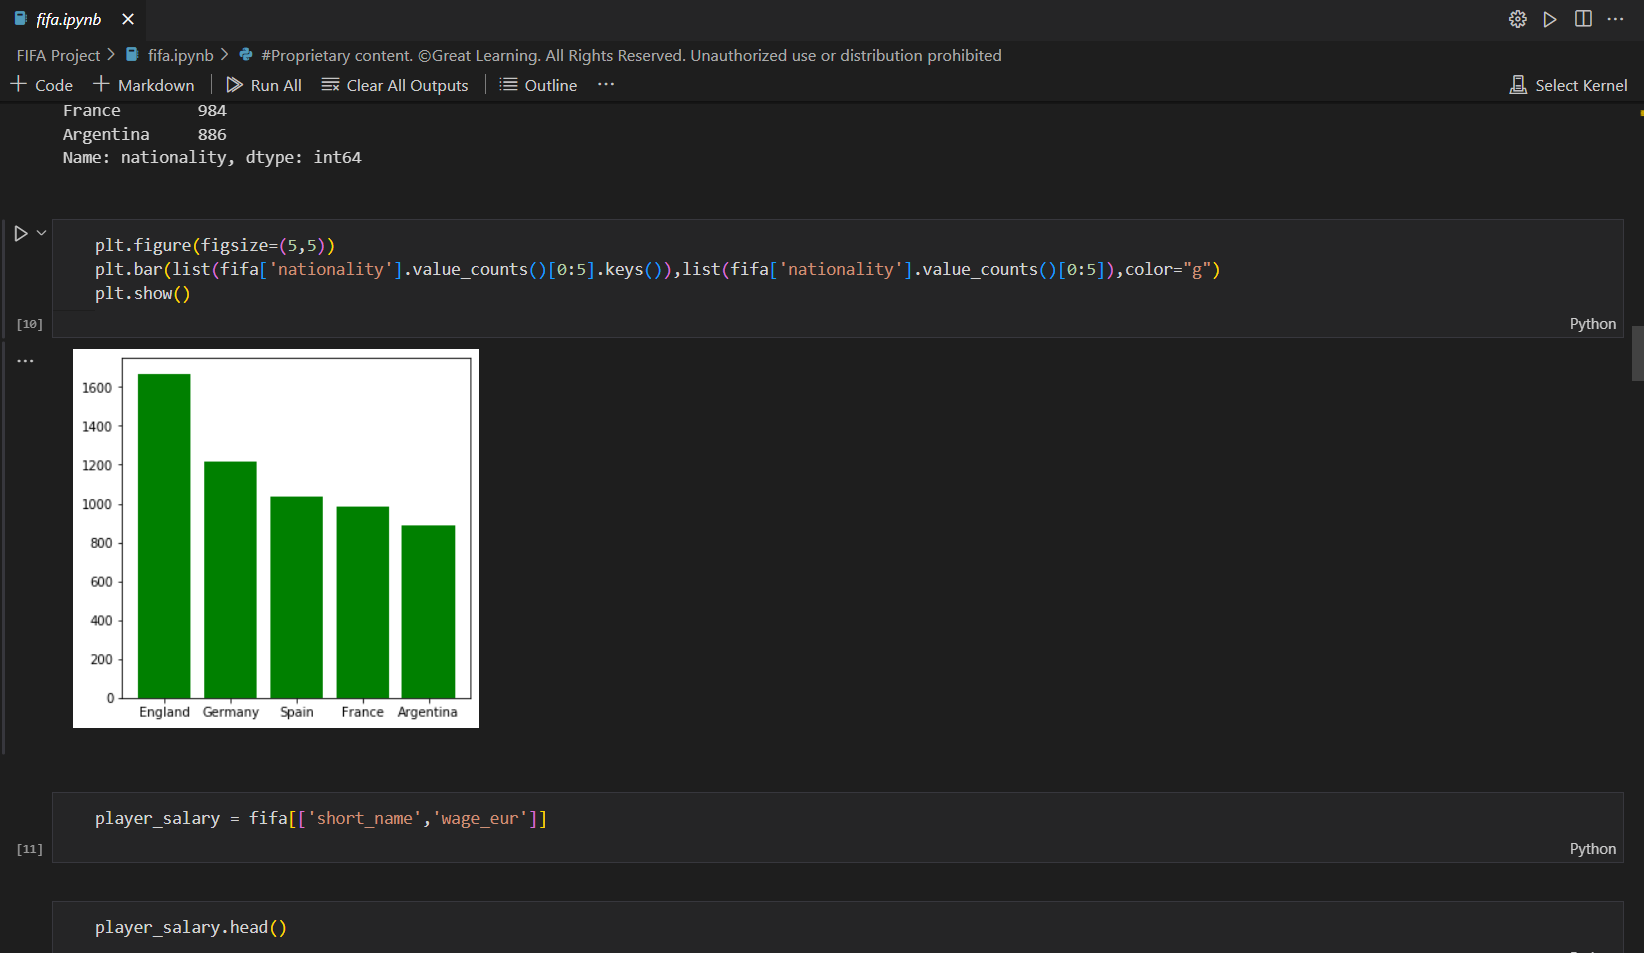 fifa.ipynb
FIFA Project > fifa.ipynb > #Proprietary content. ©Great Learning. All Rights Reserved. Unauthorized use or distribution prohibited
+ Code + Markdown | Run All Clear All Outputs | Outline ... Select Kernel
France 984
Argentina 886
Name: nationality, dtype: int64
plt.figure(figsize=(5,5))
plt.bar(list(fifa['nationality'].value_counts()[0:5].keys()),list(fifa['nationality'].value_counts()[0:5]),color="g")
plt.show()
[10] Python
1600
1400
1200
1000
800
600
400
200
0
England Germany Spain France Argentina
player_salary = fifa[['short_name','wage_eur']]
[11] Python
player_salary.head()